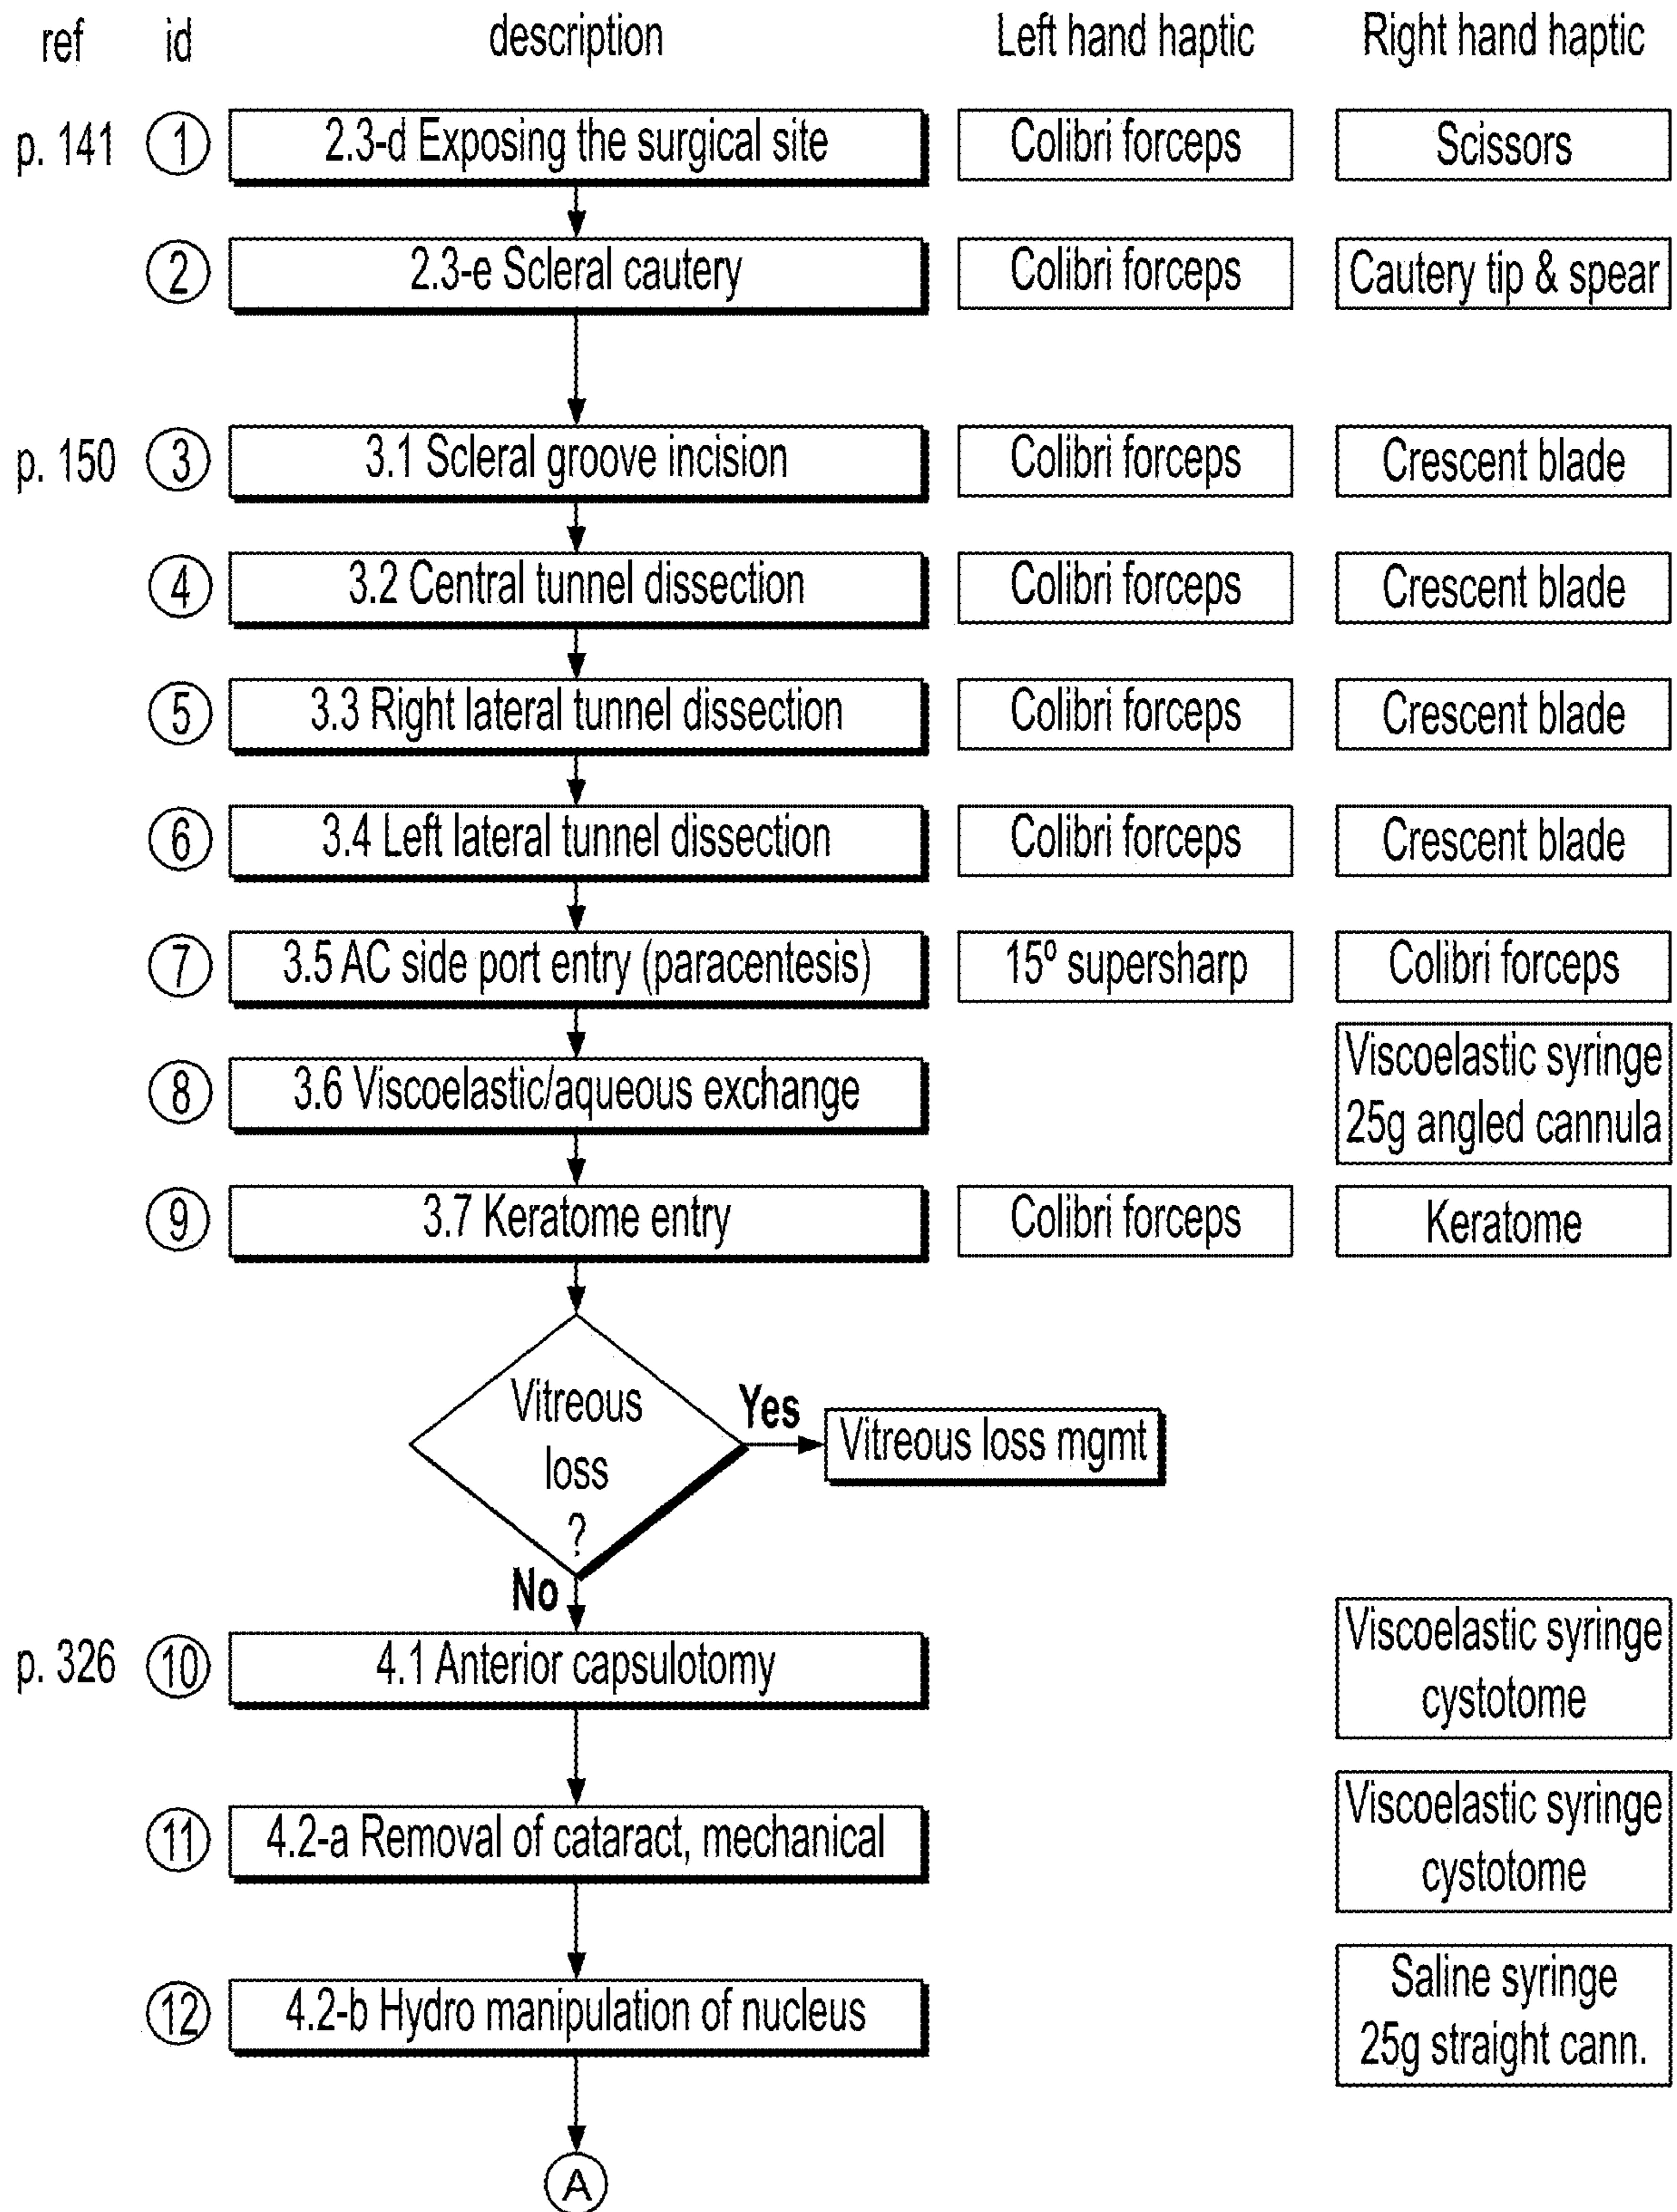 ref id description Left hand haptic Right hand haptic
p. 141 1 2.3-d Exposing the surgical site Colibri forceps Scissors
2 2.3-e Scleral cautery Colibri forceps Cautery tip & spear
p. 150 3 3.1 Scleral groove incision Colibri forceps Crescent blade
4 3.2 Central tunnel dissection Colibri forceps Crescent blade
5 3.3 Right lateral tunnel dissection Colibri forceps Crescent blade
6 3.4 Left lateral tunnel dissection Colibri forceps Crescent blade
7 3.5 AC side port entry (paracentesis) 15º supersharp Colibri forceps
8 3.6 Viscoelastic/aqueous exchange
Viscoelastic syringe
25g angled cannula
9 3.7 Keratome entry Colibri forceps Keratome
Vitreous
loss
?
Yes
Vitreous loss mgmt
No
p. 326 10 4.1 Anterior capsulotomy
Viscoelastic syringe
cystotome
11 4.2-a Removal of cataract, mechanical
Viscoelastic syringe
cystotome
12 4.2-b Hydro manipulation of nucleus
Saline syringe
25g straight cann.
A